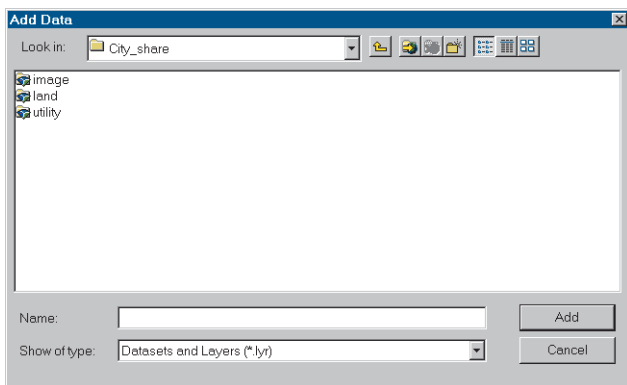 Add Data
Look in: City_share
image
land
utility
Name: Add
Show of type: Datasets and Layers (*.lyr) Cancel